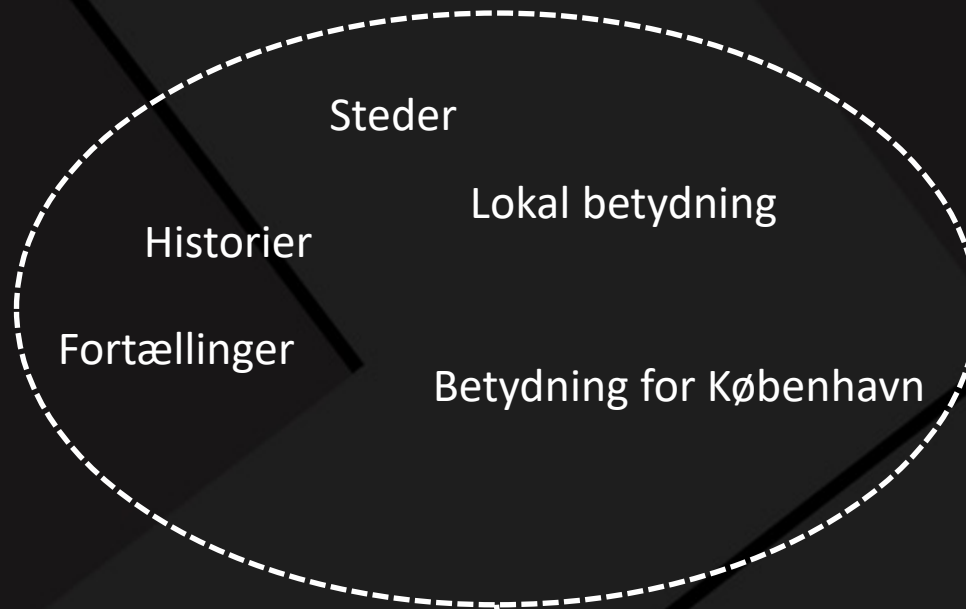 Steder
Lokal betydning
Historier
Fortællinger
Betydning for København